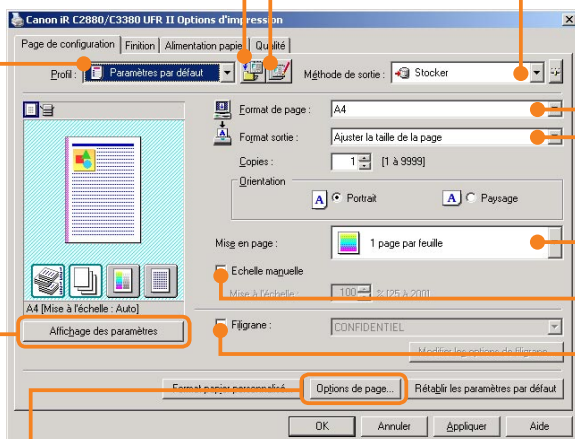 Canon iR C2880/C3380 UFR II Options d'impression
Page de configuration Finition Alimentation papier Qualité
Profil : Paramètres par défaut Méthode de sortie : Stocker
Format de page : A4
Format sortie : Ajuster la taille de la page
Copies : 1 [1 à 9999]
Orientation
A Portrait A Paysage
Mise en page : 1 page par feuille
Echelle manuelle
Mise à l'échelle : 100 % [25 à 200]
A4 [Mise à l'échelle : Auto]
Affichage des paramètres
Filigrane : CONFIDENTIEL
Modifier les options de filigrane
Format papier personnalisé... Options de page... Rétablir les paramètres par défaut
OK Annuler Appliquer Aide